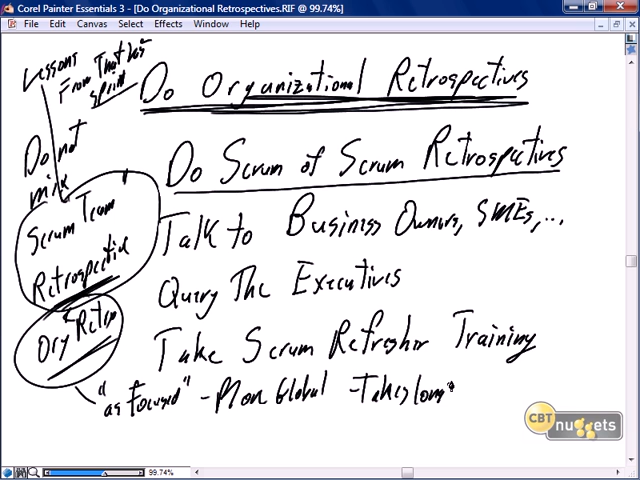 Corel Painter Essentials 3 - [Do Organizational Retrospectives.RIF @ 99.74%]
File Edit Canvas Select Effects Window Help
Lessons
From That
sprint
Do Organizational Retrospectives
Do not
mix
Do Scrum of Scrum Retrospectives
Scrum Team
Retrospective
Talk to Business Owners, SMEs,...
Query The Executives
Org Retro
Take Scrum Refresher Training
"as focused" - More Global - Takes long
CBT
nuggets
99.74%